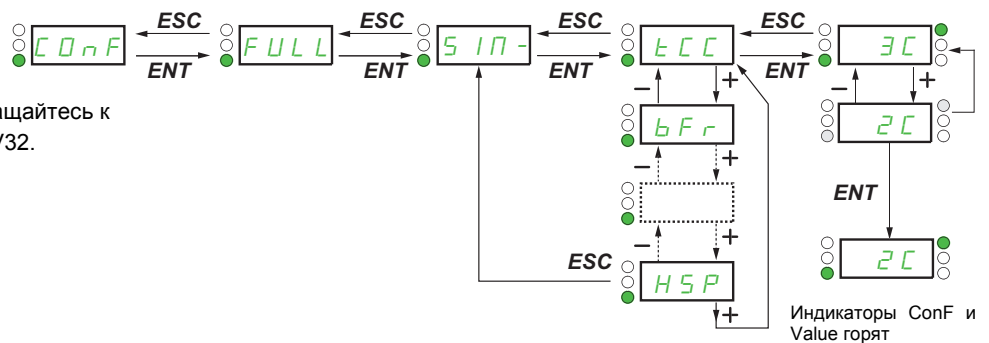 ESC ESC ESC ESC
COnF FULL SIM- tCC 3C
ENT ENT ENT ENT
− +
− +
ащайтесь к
V32.
bFr 2C
− +
ENT
− +
ESC
HSP 2C
+
Индикаторы ConF и
Value горят